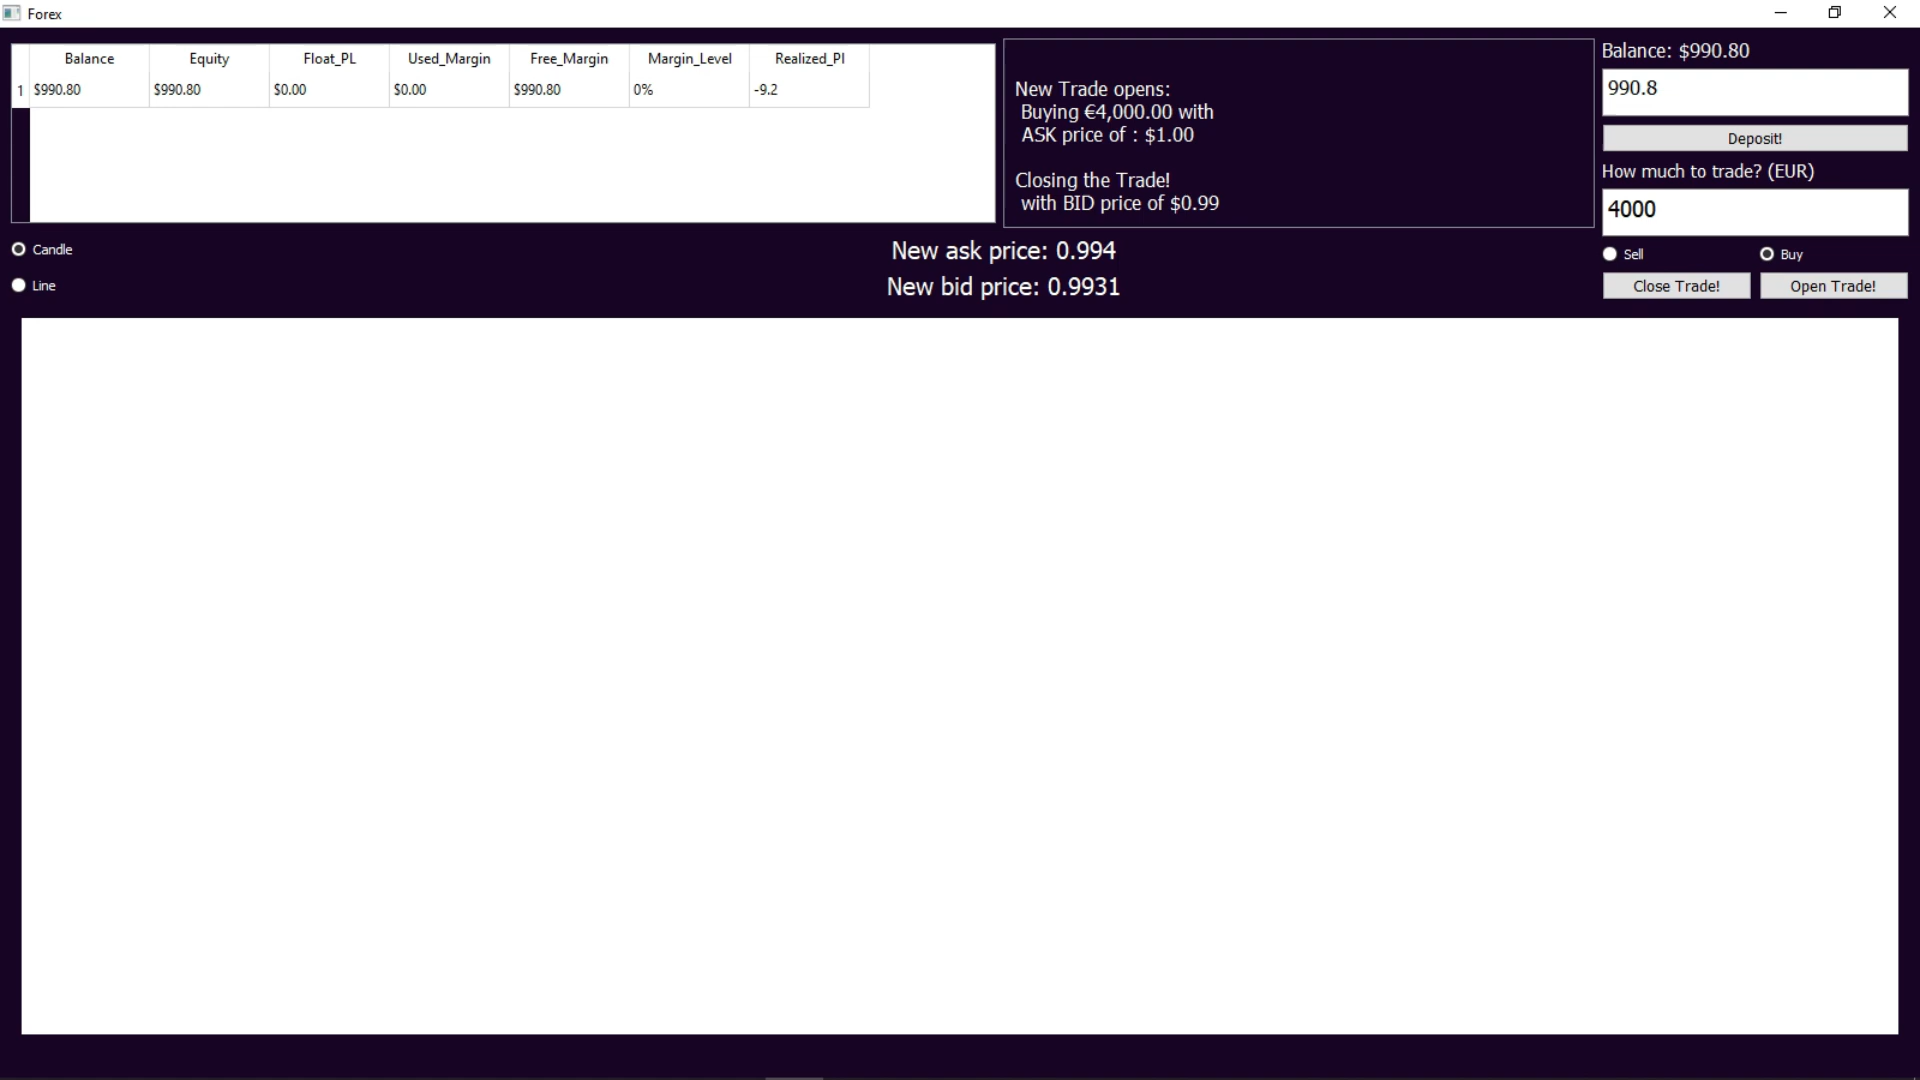 Forex
Balance Equity Float_PL Used_Margin Free_Margin Margin_Level Realized_Pl
1 $990.80 $990.80 $0.00 $0.00 $990.80 0% -9.2
New Trade opens:
Buying €4,000.00 with
ASK price of : $1.00
Closing the Trade!
with BID price of $0.99
Balance: $990.80
990.8
Deposit!
How much to trade? (EUR)
4000
Sell Buy
Close Trade! Open Trade!
Candle
Line
New ask price: 0.994
New bid price: 0.9931